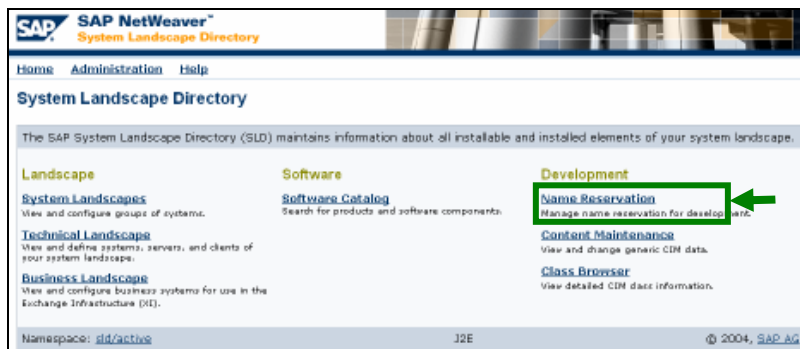 SAP
SAP NetWeaver™
System Landscape Directory
Home Administration Help
System Landscape Directory
The SAP System Landscape Directory (SLD) maintains information about all installable and installed elements of your system landscape.
Landscape
System Landscapes
View and configure groups of systems.
Technical Landscape
View and define systems, servers, and clients of
your system landscape.
Business Landscape
View and configure business systems for use in the
Exchange Infrastructure (XI).
Software
Software Catalog
Search for products and software components.
Development
Name Reservation
Manage name reservation for development.
Content Maintenance
View and change generic CIM data.
Class Browser
View detailed CIM class information.
Namespace: sld/active J2E © 2004, SAP AG